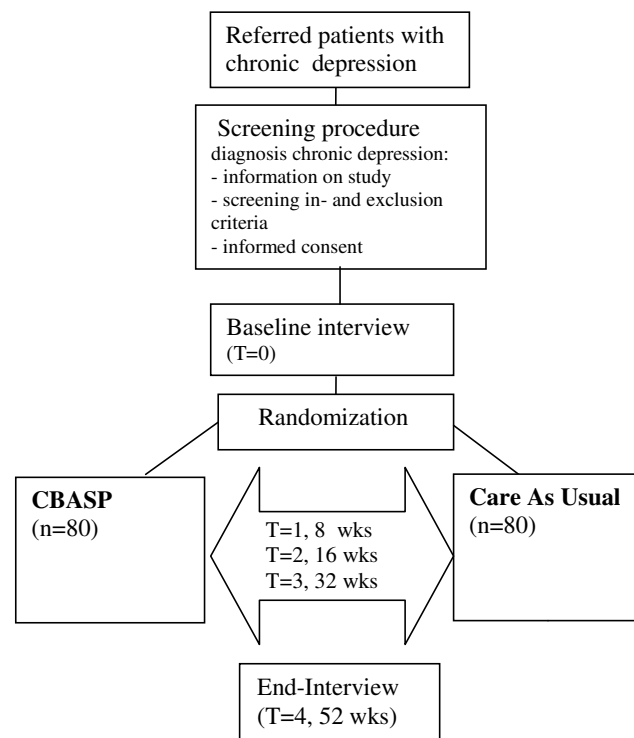 Referred patients with
chronic depression
Screening procedure
diagnosis chronic depression:
- information on study
- screening in- and exclusion
criteria
- informed consent
Baseline interview
(T=0)
Randomization
CBASP
(n=80)
T=1, 8 wks
T=2, 16 wks
T=3, 32 wks
Care As Usual
(n=80)
End-Interview
(T=4, 52 wks)